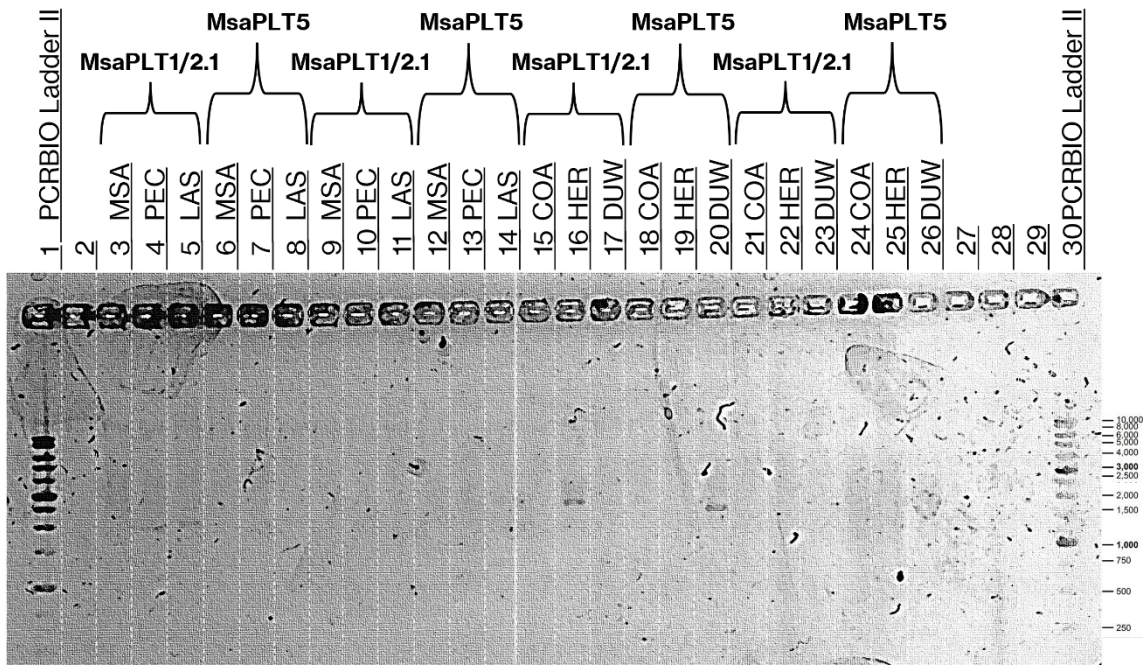 MsaPLT5 MsaPLT5 MsaPLT5 MsaPLT5
MsaPLT1/2.1 MsaPLT1/2.1 MsaPLT1/2.1 MsaPLT1/2.1
1 PCRBIO Ladder II
2
3 MSA
4 PEC
5 LAS
6 MSA
7 PEC
8 LAS
9 MSA
10 PEC
11 LAS
12 MSA
13 PEC
14 LAS
15 COA
16 HER
17 DUW
18 COA
19 HER
20 DUW
21 COA
22 HER
23 DUW
24 COA
25 HER
26 DUW
27
28
29
30 PCRBIO Ladder II
10,000
8,000
6,000
5,000
4,000
3,000
2,500
2,000
1,500
1,000
750
500
250